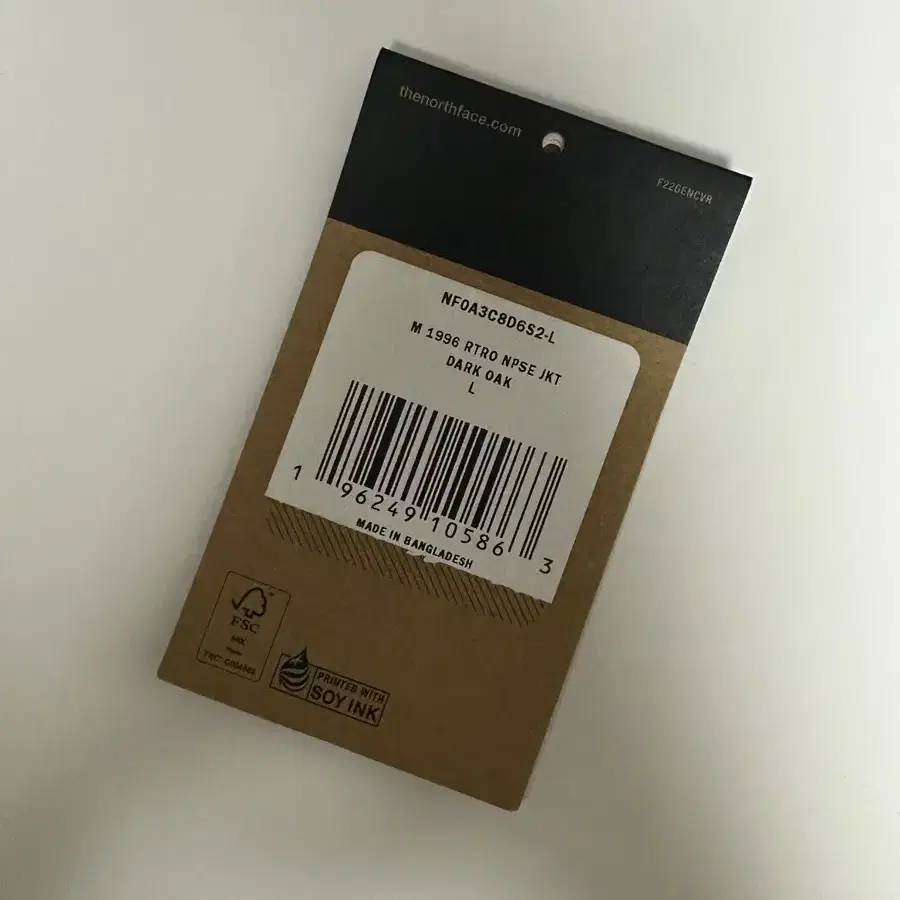 thenorthface.com
F22GENCVR
NF0A3C8D6S2-L
M 1996 RTRO NPSE JKT
DARK OAK
L
1 96249 10586 3
MADE IN BANGLADESH
FSC
MIX
PRINTED WITH
SOY INK